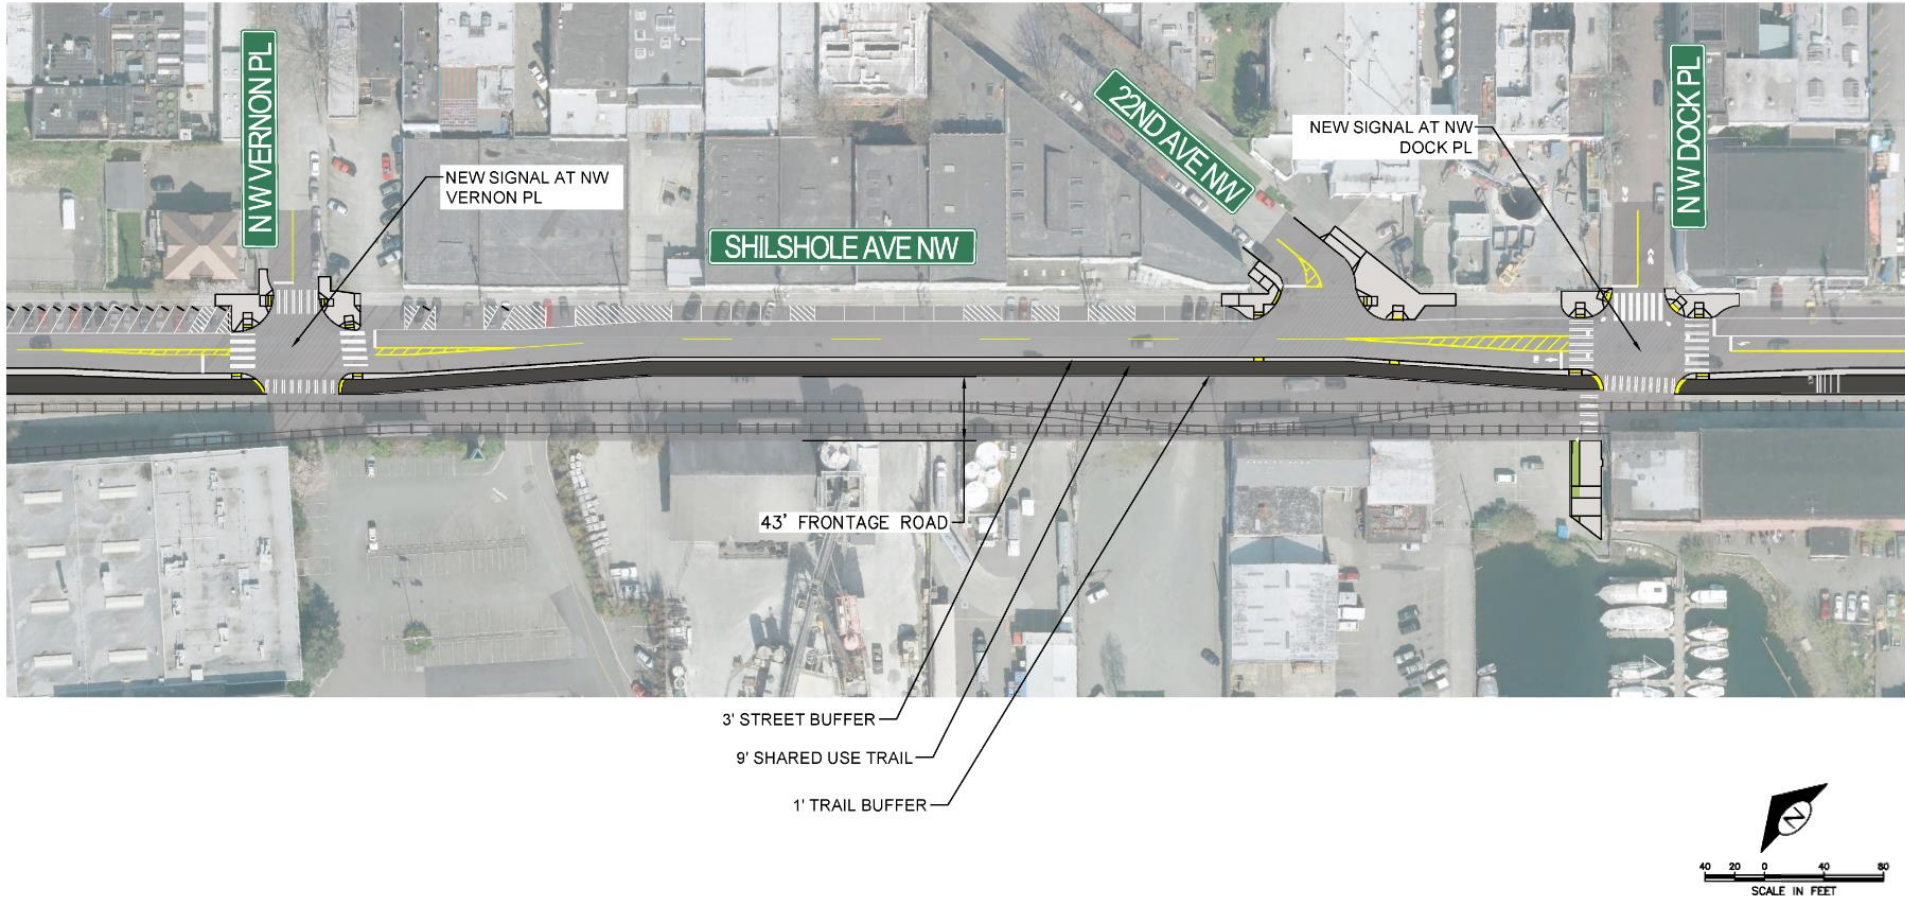 NW VERNON PL
22ND AVE NW
NEW SIGNAL AT NW
DOCK PL
NW DOCK PL
NEW SIGNAL AT NW
VERNON PL
SHILSHOLE AVE NW
43' FRONTAGE ROAD
3' STREET BUFFER
9' SHARED USE TRAIL
1' TRAIL BUFFER
N
40 20 0 40 80
SCALE IN FEET